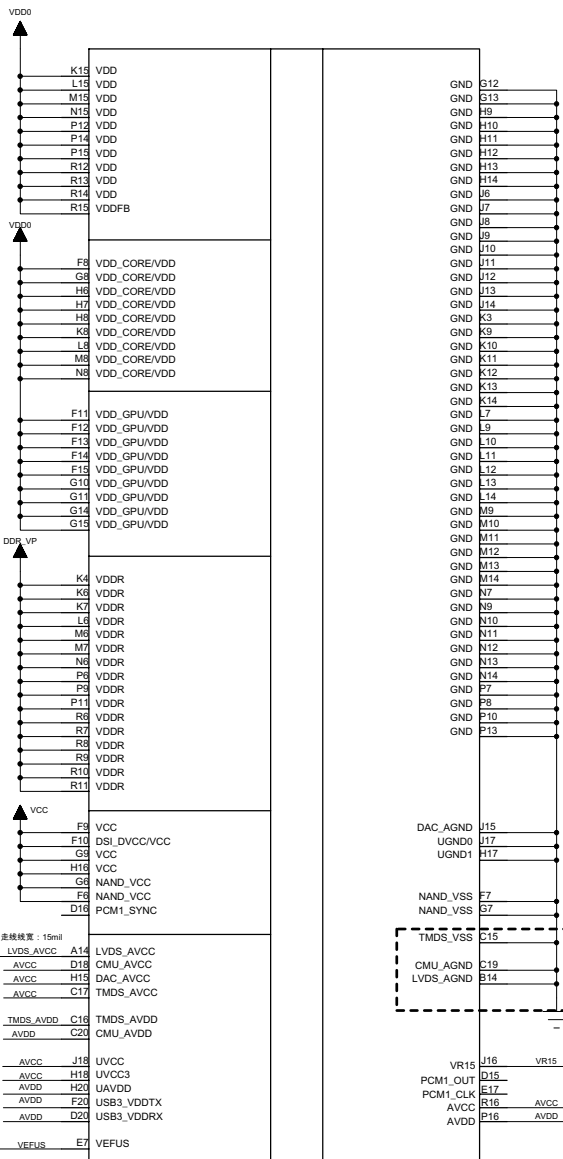 VDD0
K15 VDD
L15 VDD
M15 VDD
N15 VDD
P12 VDD
P14 VDD
P15 VDD
R12 VDD
R13 VDD
R14 VDD
R15 VDDFB
VDD0
F8 VDD_CORE/VDD
G8 VDD_CORE/VDD
H6 VDD_CORE/VDD
H7 VDD_CORE/VDD
H8 VDD_CORE/VDD
K8 VDD_CORE/VDD
L8 VDD_CORE/VDD
M8 VDD_CORE/VDD
N8 VDD_CORE/VDD
F11 VDD_GPU/VDD
F12 VDD_GPU/VDD
F13 VDD_GPU/VDD
F14 VDD_GPU/VDD
F15 VDD_GPU/VDD
G10 VDD_GPU/VDD
G11 VDD_GPU/VDD
G14 VDD_GPU/VDD
G15 VDD_GPU/VDD
DDR_VP
K4 VDDR
K6 VDDR
K7 VDDR
L6 VDDR
M6 VDDR
M7 VDDR
N6 VDDR
P6 VDDR
P9 VDDR
P11 VDDR
R6 VDDR
R7 VDDR
R8 VDDR
R9 VDDR
R10 VDDR
R11 VDDR
VCC
F9 VCC
F10 DSI_DVCC/VCC
G9 VCC
H16 VCC
G6 NAND_VCC
F6 NAND_VCC
D16 PCM1_SYNC
走线线宽：15mil
LVDS_AVCC A14 LVDS_AVCC
AVCC D18 CMU_AVCC
AVCC H15 DAC_AVCC
AVCC C17 TMDS_AVCC
TMDS_AVDD C16 TMDS_AVDD
AVDD C20 CMU_AVDD
AVCC J18 UVCC
AVCC H18 UVCC3
AVDD H20 UAVDD
AVDD F20 USB3_VDDTX
AVDD D20 USB3_VDDRX
VEFUS E7 VEFUS
GND G12
GND G13
GND H9
GND H10
GND H11
GND H12
GND H13
GND H14
GND J6
GND J7
GND J8
GND J9
GND J10
GND J11
GND J12
GND J13
GND J14
GND K3
GND K9
GND K10
GND K11
GND K12
GND K13
GND K14
GND L7
GND L9
GND L10
GND L11
GND L12
GND L13
GND L14
GND M9
GND M10
GND M11
GND M12
GND M13
GND M14
GND N7
GND N9
GND N10
GND N11
GND N12
GND N13
GND N14
GND P7
GND P8
GND P10
GND P13
DAC_AGND J15
UGND0 J17
UGND1 H17
NAND_VSS F7
NAND_VSS G7
TMDS_VSS C15
CMU_AGND C19
LVDS_AGND B14
VR15 J16 VR15
PCM1_OUT D15
PCM1_CLK E17
AVCC R16 AVCC
AVDD P16 AVDD